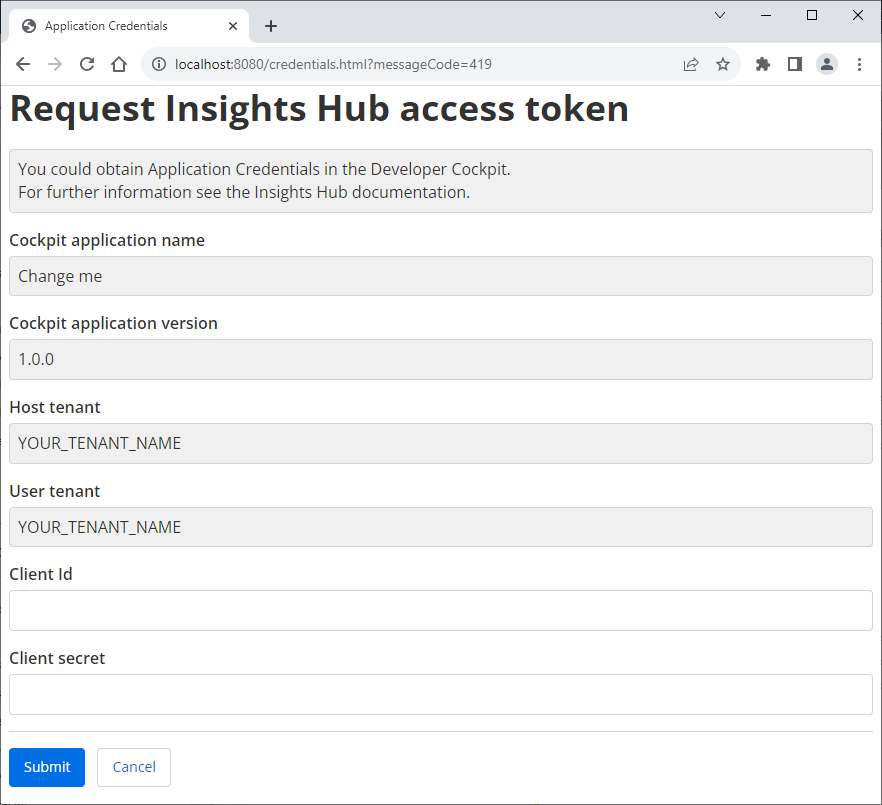 Application Credentials
localhost:8080/credentials.html?messageCode=419
Request Insights Hub access token
You could obtain Application Credentials in the Developer Cockpit.
For further information see the Insights Hub documentation.
Cockpit application name
Change me
Cockpit application version
1.0.0
Host tenant
YOUR_TENANT_NAME
User tenant
YOUR_TENANT_NAME
Client Id
Client secret
Submit Cancel